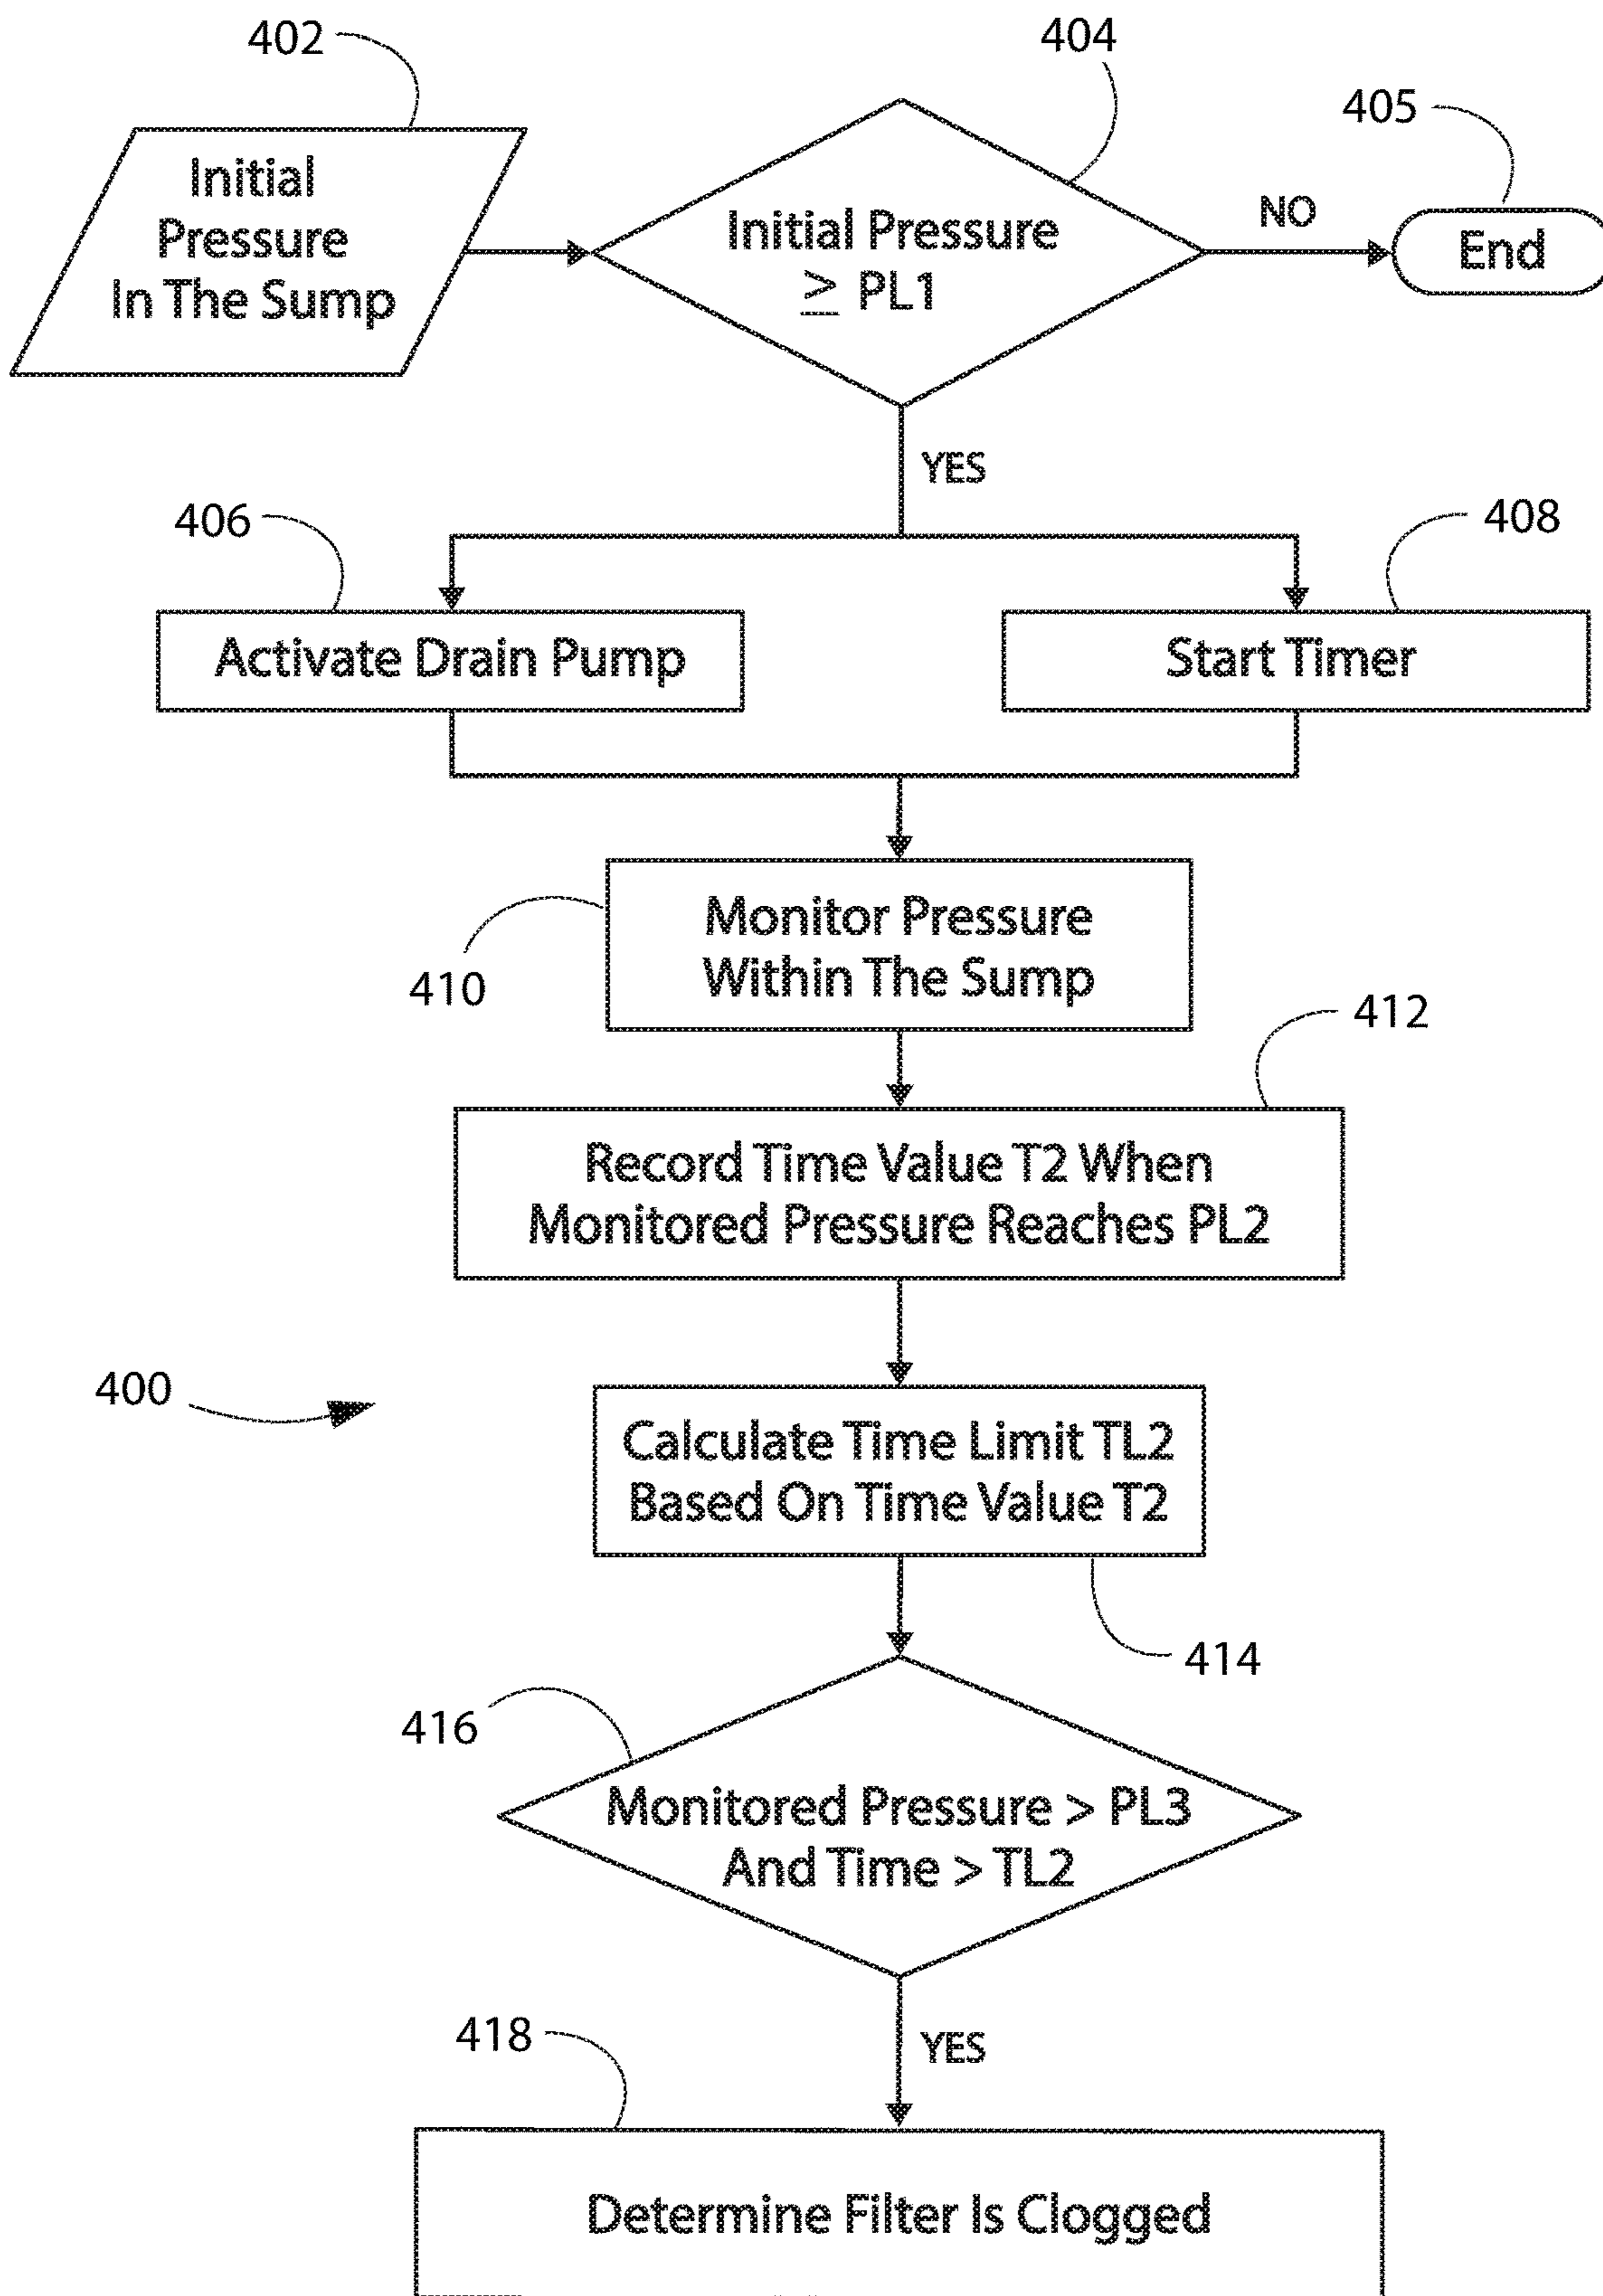 402
404
405
Initial
Pressure
In The Sump
Initial Pressure
≥ PL1
NO
End
YES
406
408
Activate Drain Pump
Start Timer
410
Monitor Pressure
Within The Sump
412
Record Time Value T2 When
Monitored Pressure Reaches PL2
400
Calculate Time Limit TL2
Based On Time Value T2
414
416
Monitored Pressure > PL3
And Time > TL2
418
YES
Determine Filter Is Clogged